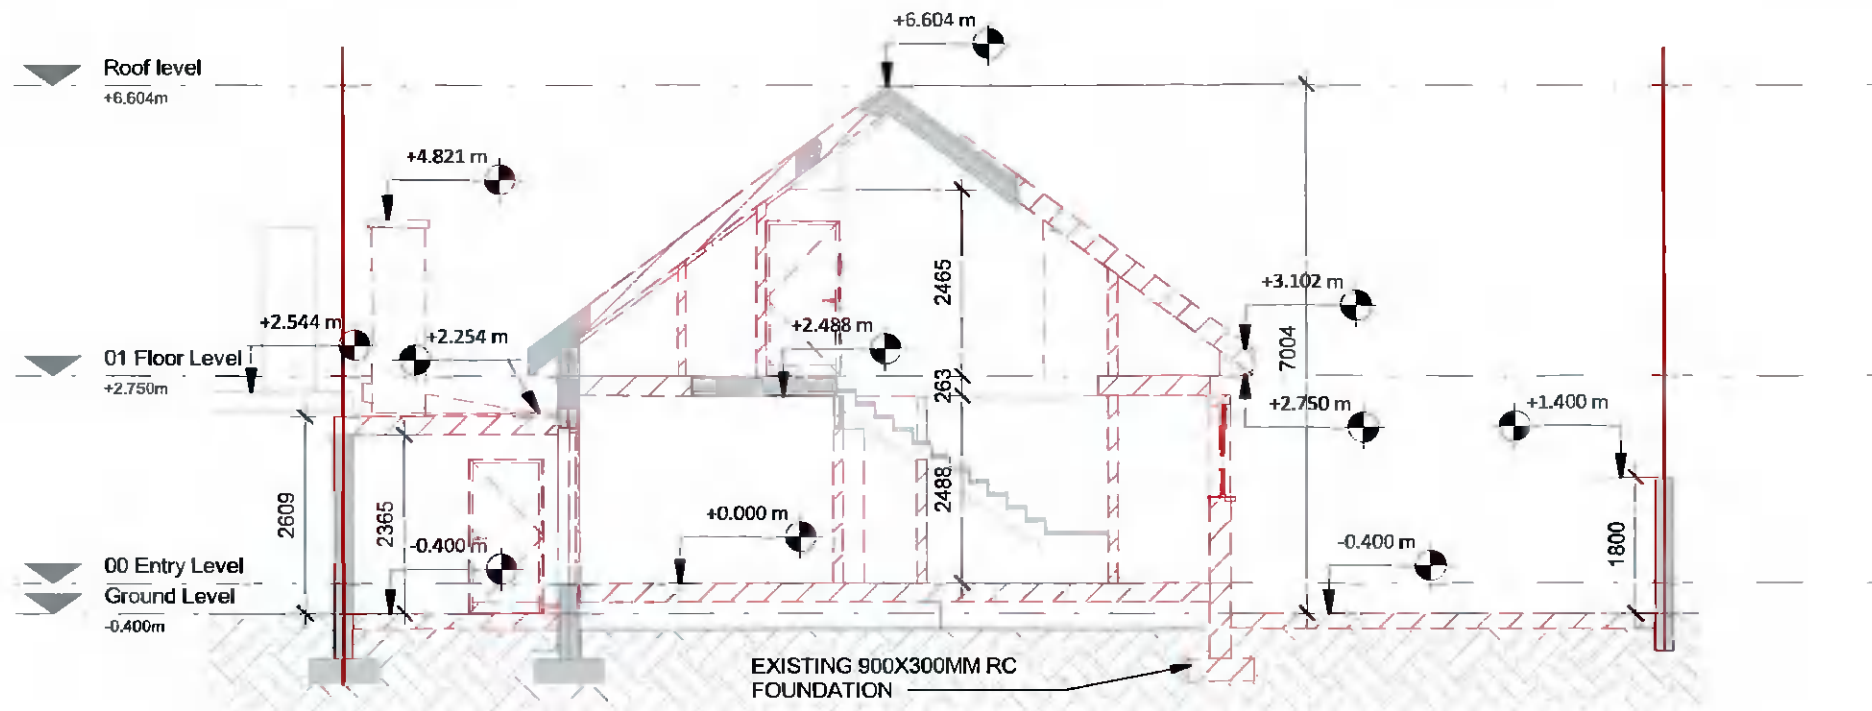 +6.604 m
Roof level
+6.604m
+4.821 m
+3.102 m
2465
7004
+2.544 m
+2.254 m
+2.488 m
01 Floor Level
+2.750m
263
+2.750 m
+1.400 m
2488
2609
2365
+0.000 m
-0.400 m
-0.400 m
1800
00 Entry Level
Ground Level
-0.400m
EXISTING 900X300MM RC
FOUNDATION